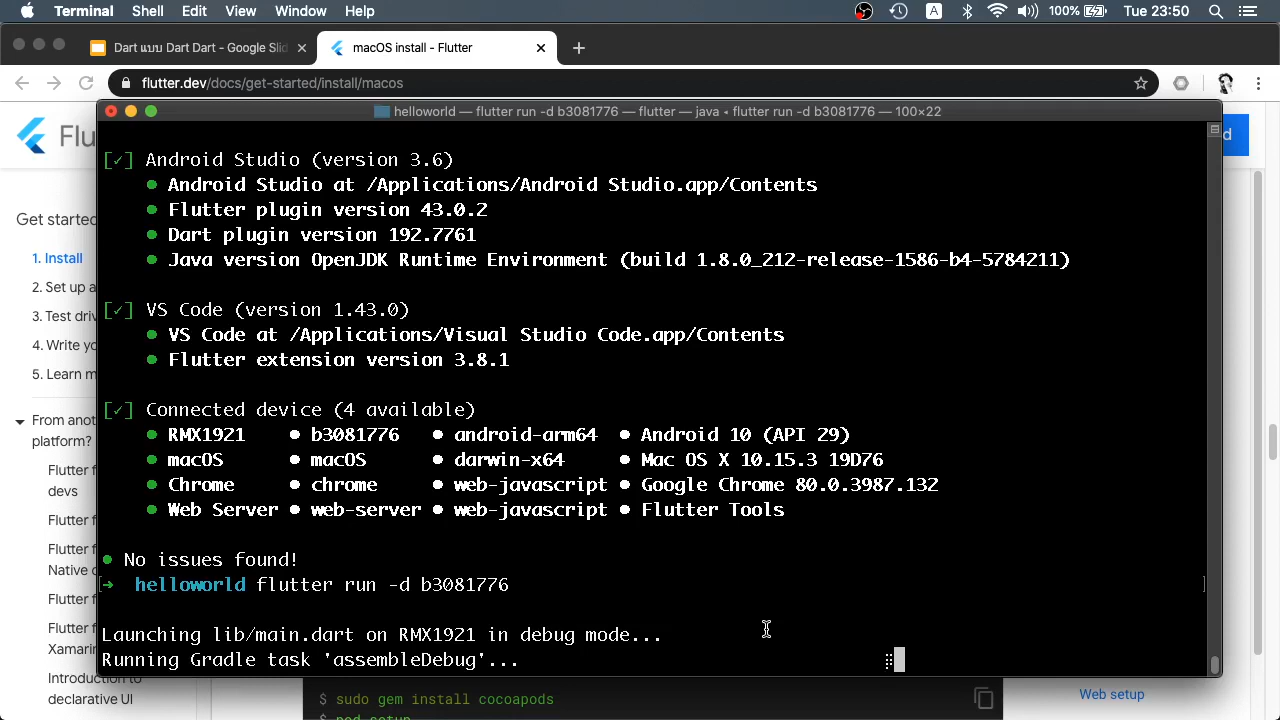 Terminal Shell Edit View Window Help 100% Tue 23:50
Dart แบบ Dart Dart - Google Slid
macOS install - Flutter
flutter.dev/docs/get-started/install/macos
helloworld — flutter run -d b3081776 — flutter — java ◂ flutter run -d b3081776 — 100×22
Flu
d
Get started
1. Install
2. Set up a
3. Test driv
4. Write yo
5. Learn m
From anot
platform?
Flutter f
devs
Flutter f
Flutter f
Native d
Flutter f
Flutter f
Xamarin
Introduction to
declarative UI
[✓] Android Studio (version 3.6)
• Android Studio at /Applications/Android Studio.app/Contents
• Flutter plugin version 43.0.2
• Dart plugin version 192.7761
• Java version OpenJDK Runtime Environment (build 1.8.0_212-release-1586-b4-5784211)
[✓] VS Code (version 1.43.0)
• VS Code at /Applications/Visual Studio Code.app/Contents
• Flutter extension version 3.8.1
[✓] Connected device (4 available)
• RMX1921 • b3081776 • android-arm64 • Android 10 (API 29)
• macOS • macOS • darwin-x64 • Mac OS X 10.15.3 19D76
• Chrome • chrome • web-javascript • Google Chrome 80.0.3987.132
• Web Server • web-server • web-javascript • Flutter Tools
• No issues found!
[➜ helloworld flutter run -d b3081776 ]
Launching lib/main.dart on RMX1921 in debug mode...
Running Gradle task 'assembleDebug'...
$ sudo gem install cocoapods
$ pod setup
Web setup